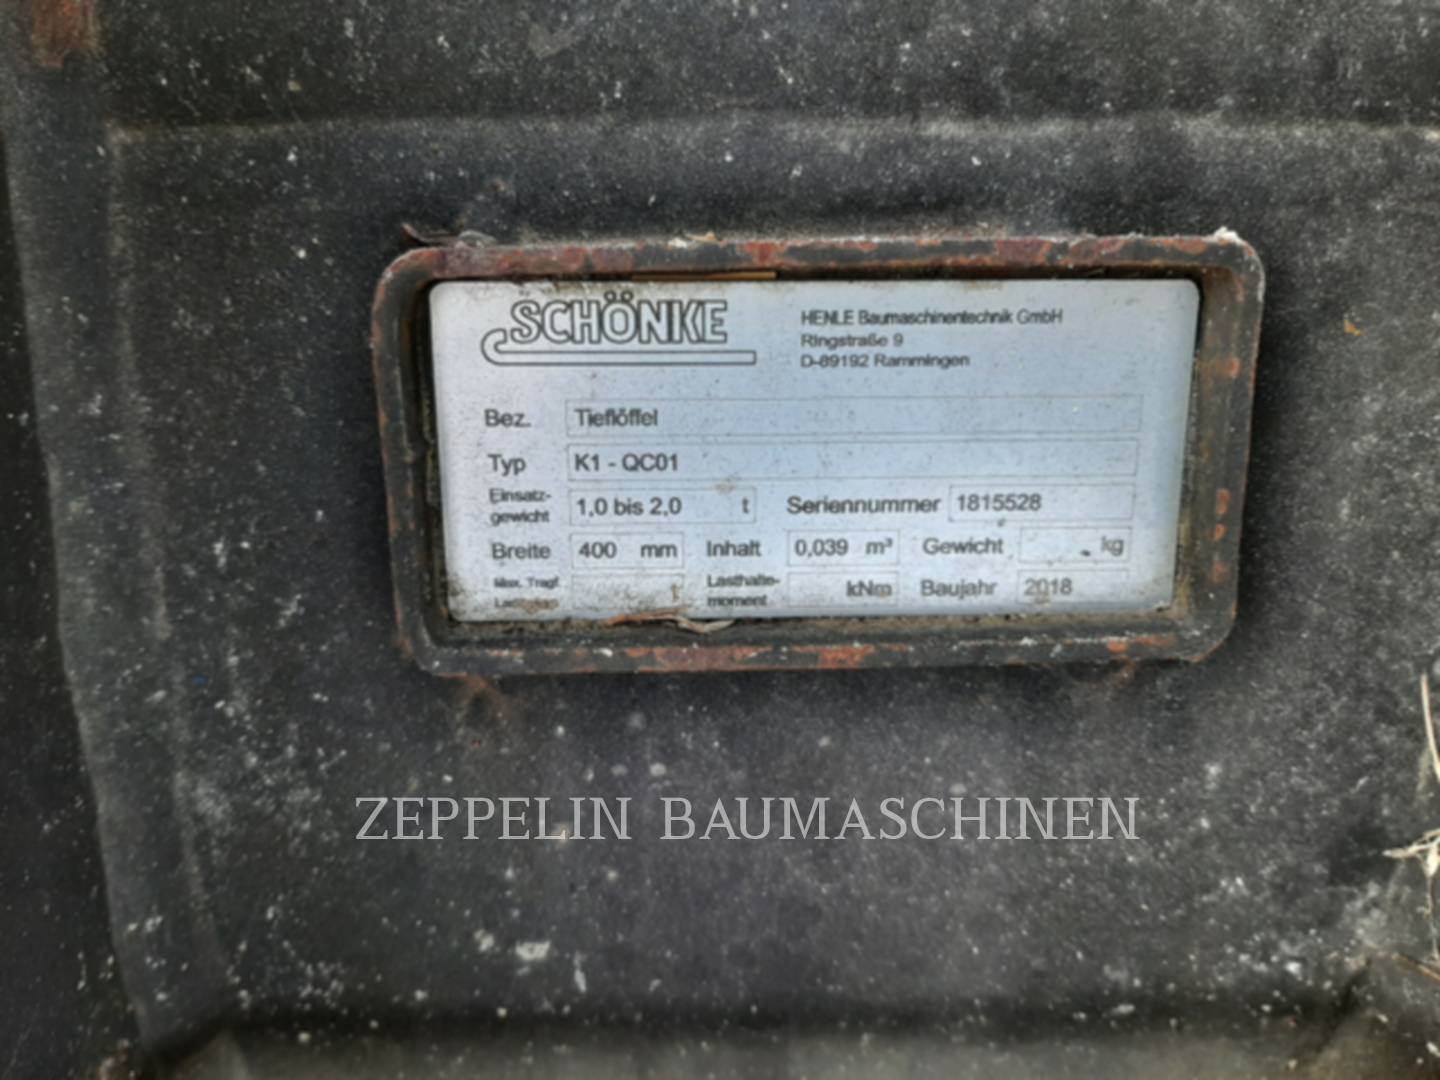 SCHÖNKE
HENLE Baumaschinentechnik GmbH
Ringstraße 9
D-89192 Rammingen
Bez. Tieflöffel
Typ K1 - QC01
Einsatz-
gewicht 1,0 bis 2,0 t Seriennummer 1815528
Breite 400 mm Inhalt 0,039 m³ Gewicht kg
Max. Tragf. t Lasthalte-
moment kNm Baujahr 2018
ZEPPELIN BAUMASCHINEN